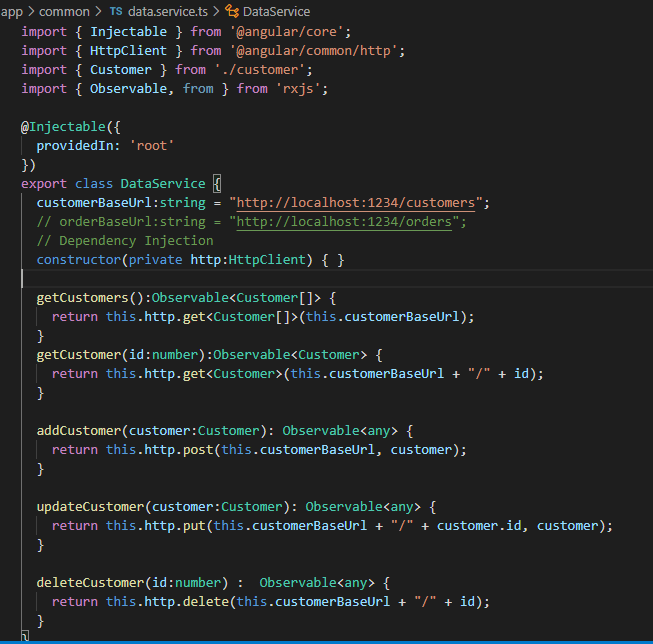 app > common > TS data.service.ts > DataService
import { Injectable } from '@angular/core';
import { HttpClient } from '@angular/common/http';
import { Customer } from './customer';
import { Observable, from } from 'rxjs';

@Injectable({
  providedIn: 'root'
})
export class DataService {
  customerBaseUrl:string = "http://localhost:1234/customers";
  // orderBaseUrl:string = "http://localhost:1234/orders";
  // Dependency Injection
  constructor(private http:HttpClient) { }

  getCustomers():Observable<Customer[]> {
    return this.http.get<Customer[]>(this.customerBaseUrl);
  }
  getCustomer(id:number):Observable<Customer> {
    return this.http.get<Customer>(this.customerBaseUrl + "/" + id);
  }

  addCustomer(customer:Customer): Observable<any> {
    return this.http.post(this.customerBaseUrl, customer);
  }

  updateCustomer(customer:Customer): Observable<any> {
    return this.http.put(this.customerBaseUrl + "/" + customer.id, customer);
  }

  deleteCustomer(id:number) :  Observable<any> {
    return this.http.delete(this.customerBaseUrl + "/" + id);
  }
}